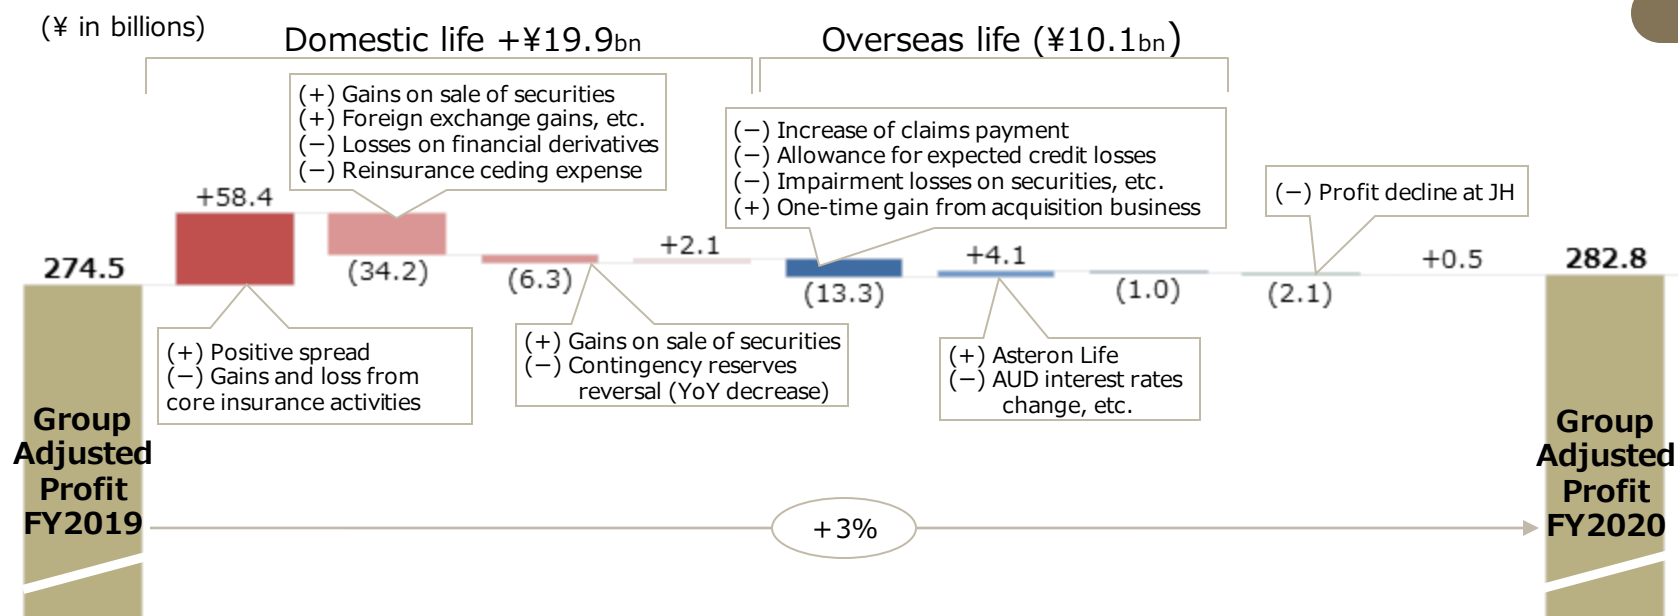 (¥ in billions)
Domestic life +¥19.9bn
Overseas life (¥10.1bn)
(+) Gains on sale of securities
(+) Foreign exchange gains, etc.
(−) Losses on financial derivatives
(−) Reinsurance ceding expense
(−) Increase of claims payment
(−) Allowance for expected credit losses
(−) Impairment losses on securities, etc.
(+) One-time gain from acquisition business
(−) Profit decline at JH
274.5
+58.4
(34.2)
(6.3)
+2.1
(13.3)
+4.1
(1.0)
(2.1)
+0.5
282.8
(+) Positive spread
(−) Gains and loss from
core insurance activities
(+) Gains on sale of securities
(−) Contingency reserves
reversal (YoY decrease)
(+) Asteron Life
(−) AUD interest rates
change, etc.
Group
Adjusted
Profit
FY2019
+3%
Group
Adjusted
Profit
FY2020